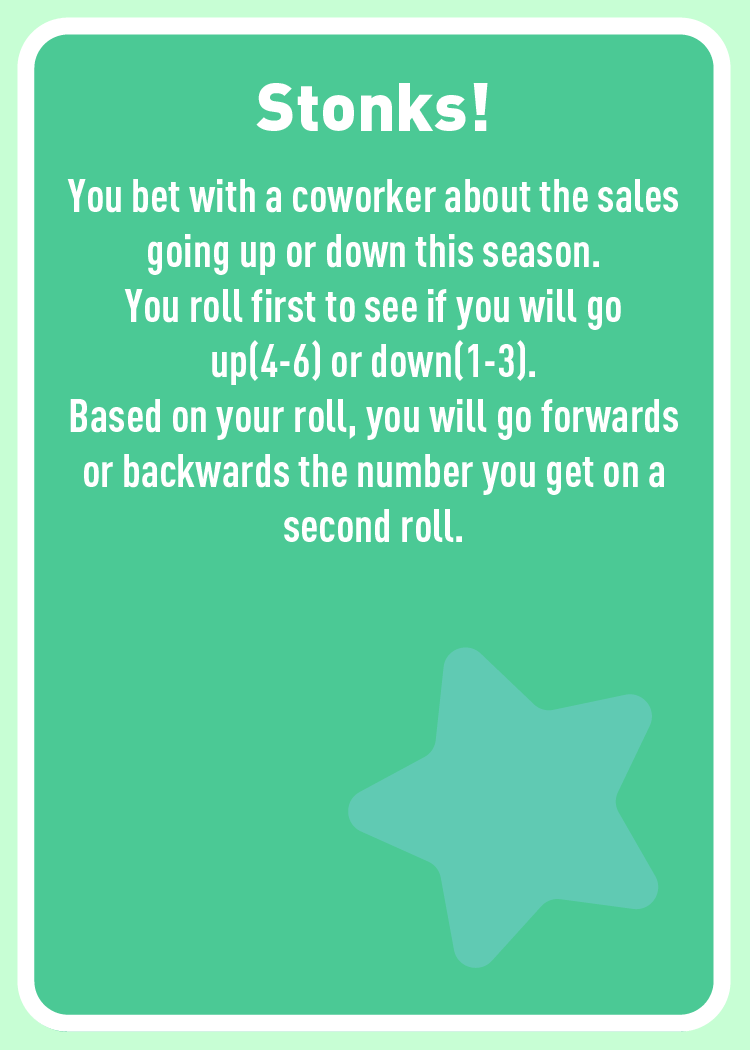 Stonks!
You bet with a coworker about the sales
going up or down this season.
You roll first to see if you will go
up(4-6) or down(1-3).
Based on your roll, you will go forwards
or backwards the number you get on a
second roll.